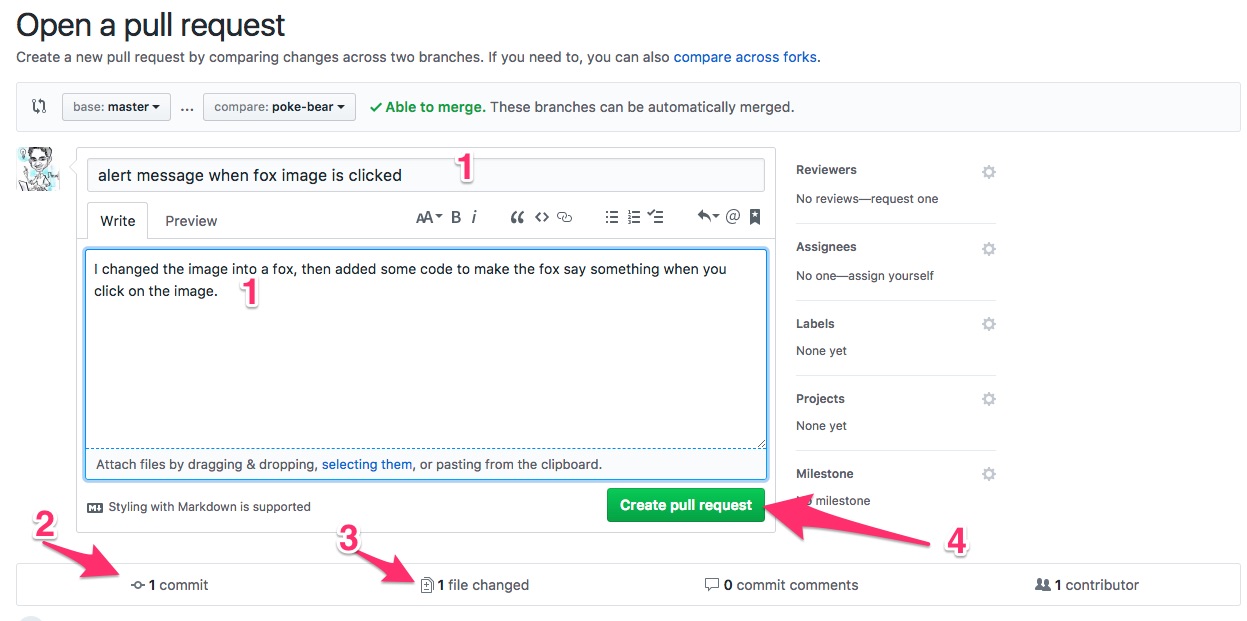 Open a pull request
Create a new pull request by comparing changes across two branches. If you need to, you can also compare across forks.
base: master ... compare: poke-bear Able to merge. These branches can be automatically merged.
alert message when fox image is clicked 1
Write Preview AA B i “ <> @
I changed the image into a fox, then added some code to make the fox say something when you
click on the image. 1
Attach files by dragging & dropping, selecting them, or pasting from the clipboard.
Styling with Markdown is supported Create pull request
Reviewers
No reviews—request one
Assignees
No one—assign yourself
Labels
None yet
Projects
None yet
Milestone
milestone
2 3 4
1 commit 1 file changed 0 commit comments 1 contributor